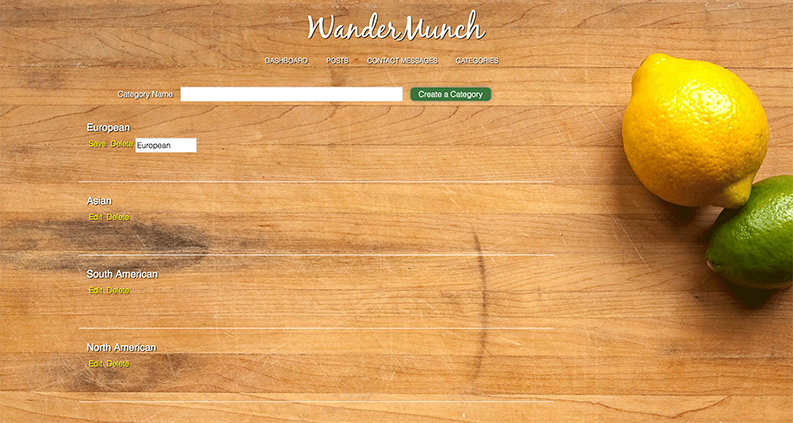 WanderMunch
DASHBOARD POSTS CONTACT MESSAGES CATEGORIES
Category Name Create a Category
European
Save Delete European
Asian
Edit Delete
South American
Edit Delete
North American
Edit Delete